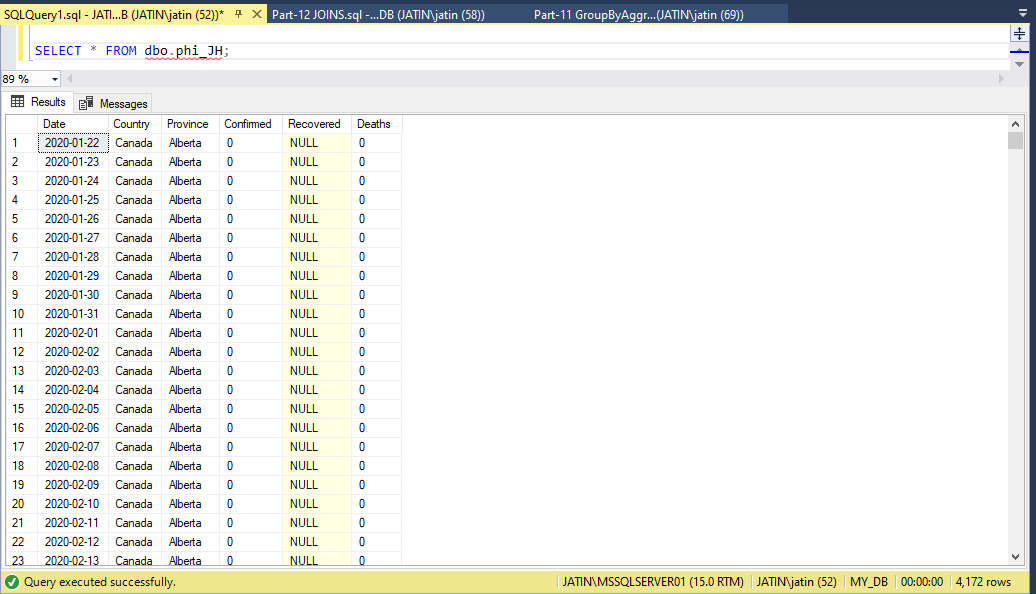 SQLQuery1.sql - JATI...B (JATIN\jatin (52))* Part-12 JOINS.sql -...DB (JATIN\jatin (58)) Part-11 GroupByAggr...(JATIN\jatin (69))
SELECT * FROM dbo.phi_JH;
89 %
Results Messages
Date Country Province Confirmed Recovered Deaths
1 2020-01-22 Canada Alberta 0 NULL 0
2 2020-01-23 Canada Alberta 0 NULL 0
3 2020-01-24 Canada Alberta 0 NULL 0
4 2020-01-25 Canada Alberta 0 NULL 0
5 2020-01-26 Canada Alberta 0 NULL 0
6 2020-01-27 Canada Alberta 0 NULL 0
7 2020-01-28 Canada Alberta 0 NULL 0
8 2020-01-29 Canada Alberta 0 NULL 0
9 2020-01-30 Canada Alberta 0 NULL 0
10 2020-01-31 Canada Alberta 0 NULL 0
11 2020-02-01 Canada Alberta 0 NULL 0
12 2020-02-02 Canada Alberta 0 NULL 0
13 2020-02-03 Canada Alberta 0 NULL 0
14 2020-02-04 Canada Alberta 0 NULL 0
15 2020-02-05 Canada Alberta 0 NULL 0
16 2020-02-06 Canada Alberta 0 NULL 0
17 2020-02-07 Canada Alberta 0 NULL 0
18 2020-02-08 Canada Alberta 0 NULL 0
19 2020-02-09 Canada Alberta 0 NULL 0
20 2020-02-10 Canada Alberta 0 NULL 0
21 2020-02-11 Canada Alberta 0 NULL 0
22 2020-02-12 Canada Alberta 0 NULL 0
23 2020-02-13 Canada Alberta 0 NULL 0
Query executed successfully. JATIN\MSSQLSERVER01 (15.0 RTM) JATIN\jatin (52) MY_DB 00:00:00 4,172 rows